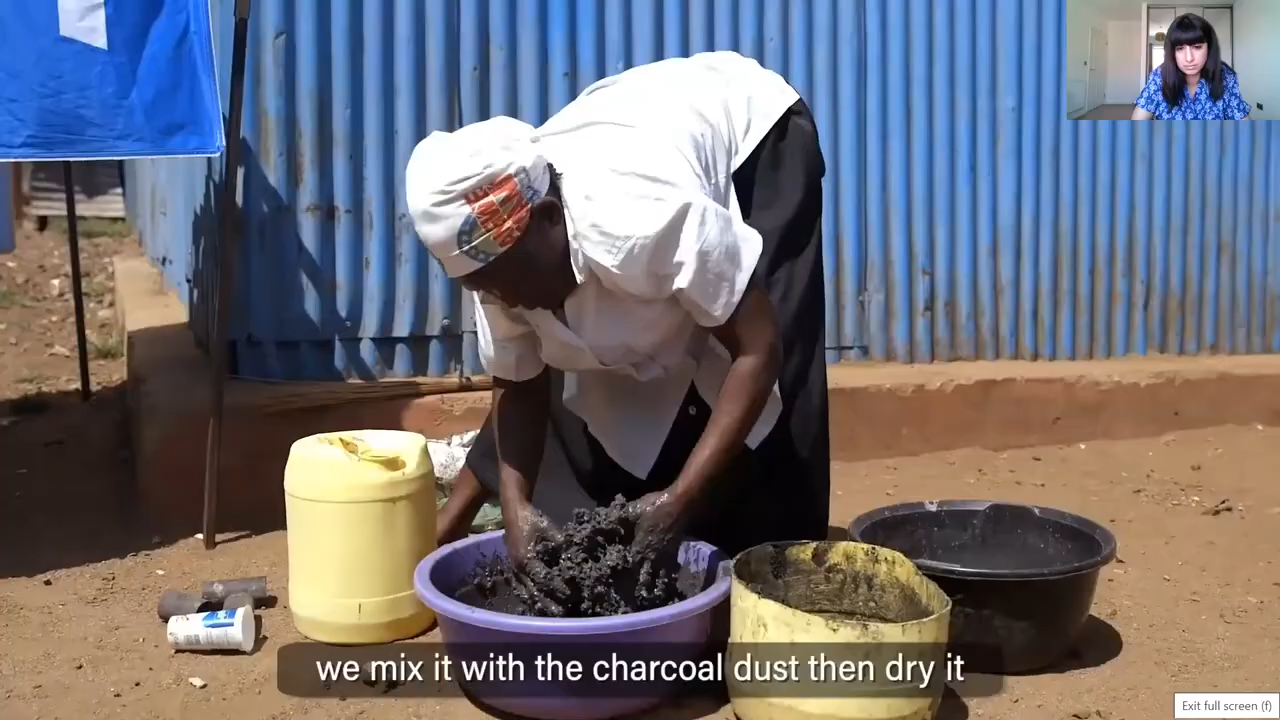 we mix it with the charcoal dust then dry it
Exit full screen (f)